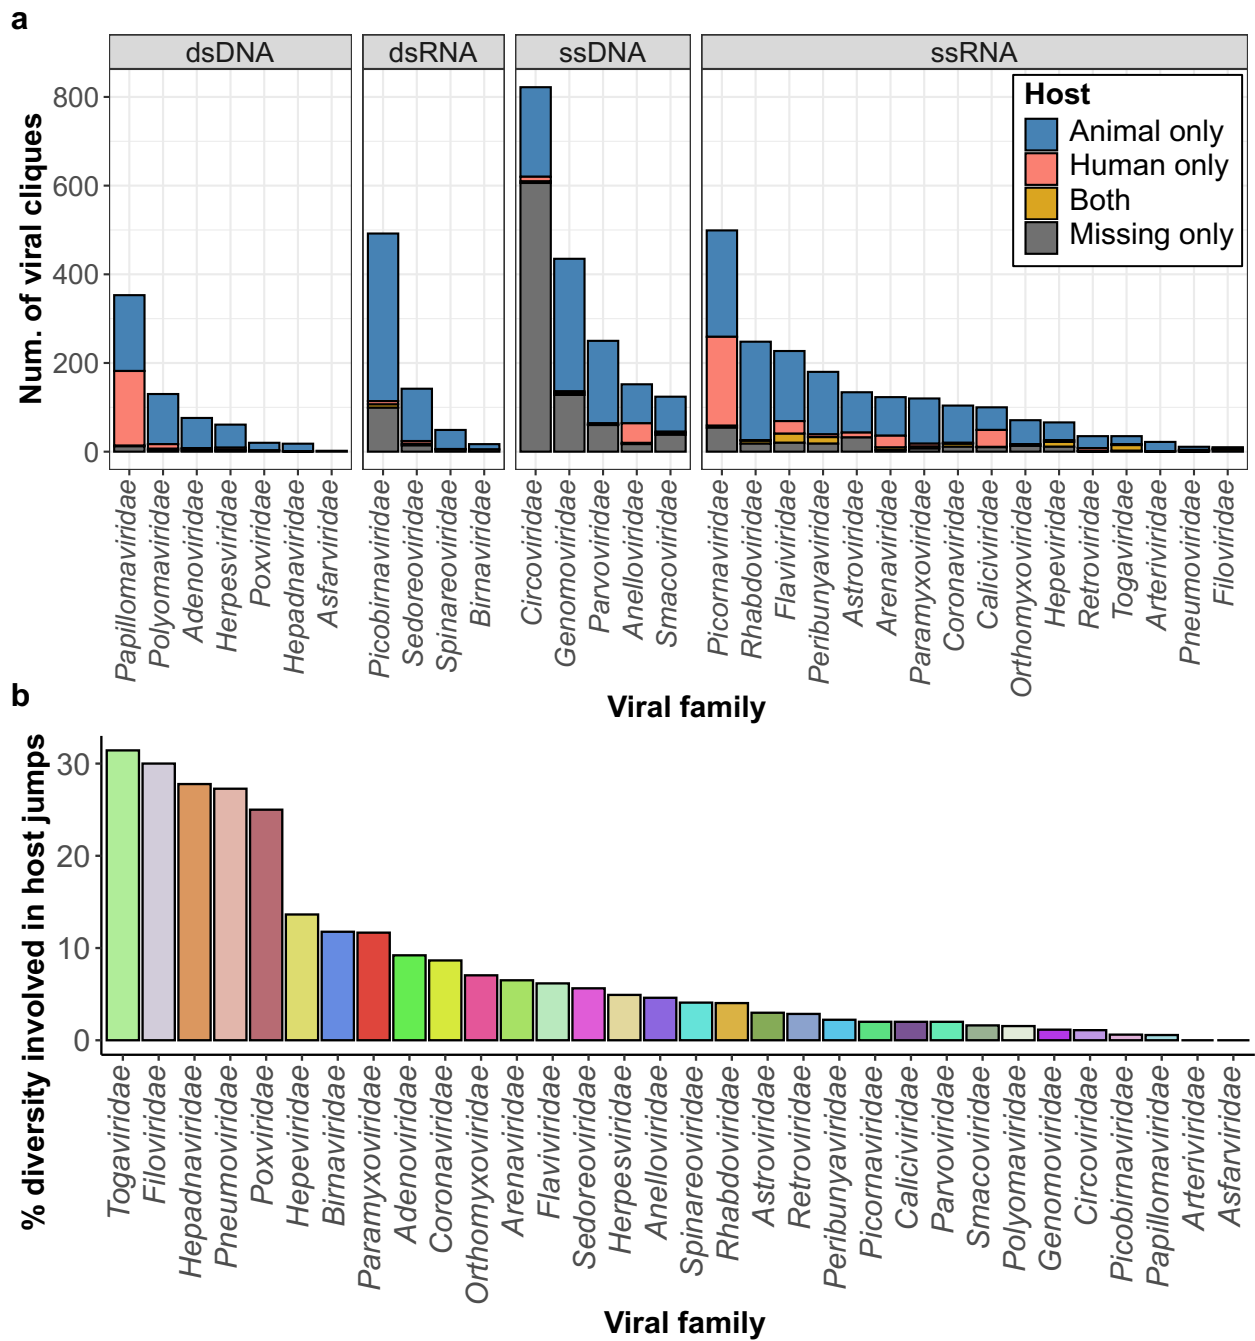 a
dsDNA
dsRNA
ssDNA
ssRNA
Host
Animal only
Human only
Both
Missing only
Num. of viral cliques
800
600
400
200
0
Papillomaviridae
Polyomaviridae
Adenoviridae
Herpesviridae
Poxviridae
Hepadnaviridae
Asfarviridae
Picobirnaviridae
Sedoreoviridae
Spinareoviridae
Birnaviridae
Circoviridae
Genomoviridae
Parvoviridae
Anelloviridae
Smacoviridae
Picornaviridae
Rhabdoviridae
Flaviviridae
Peribunyaviridae
Astroviridae
Arenaviridae
Paramyxoviridae
Coronaviridae
Caliciviridae
Orthomyxoviridae
Hepeviridae
Retroviridae
Togaviridae
Arteriviridae
Pneumoviridae
Filoviridae
Viral family
b
% diversity involved in host jumps
30
20
10
0
Togaviridae
Filoviridae
Hepadnaviridae
Pneumoviridae
Poxviridae
Hepeviridae
Birnaviridae
Paramyxoviridae
Adenoviridae
Coronaviridae
Orthomyxoviridae
Arenaviridae
Flaviviridae
Sedoreoviridae
Herpesviridae
Anelloviridae
Spinareoviridae
Rhabdoviridae
Astroviridae
Retroviridae
Peribunyaviridae
Picornaviridae
Caliciviridae
Parvoviridae
Smacoviridae
Polyomaviridae
Genomoviridae
Circoviridae
Picobirnaviridae
Papillomaviridae
Arteriviridae
Asfarviridae
Viral family